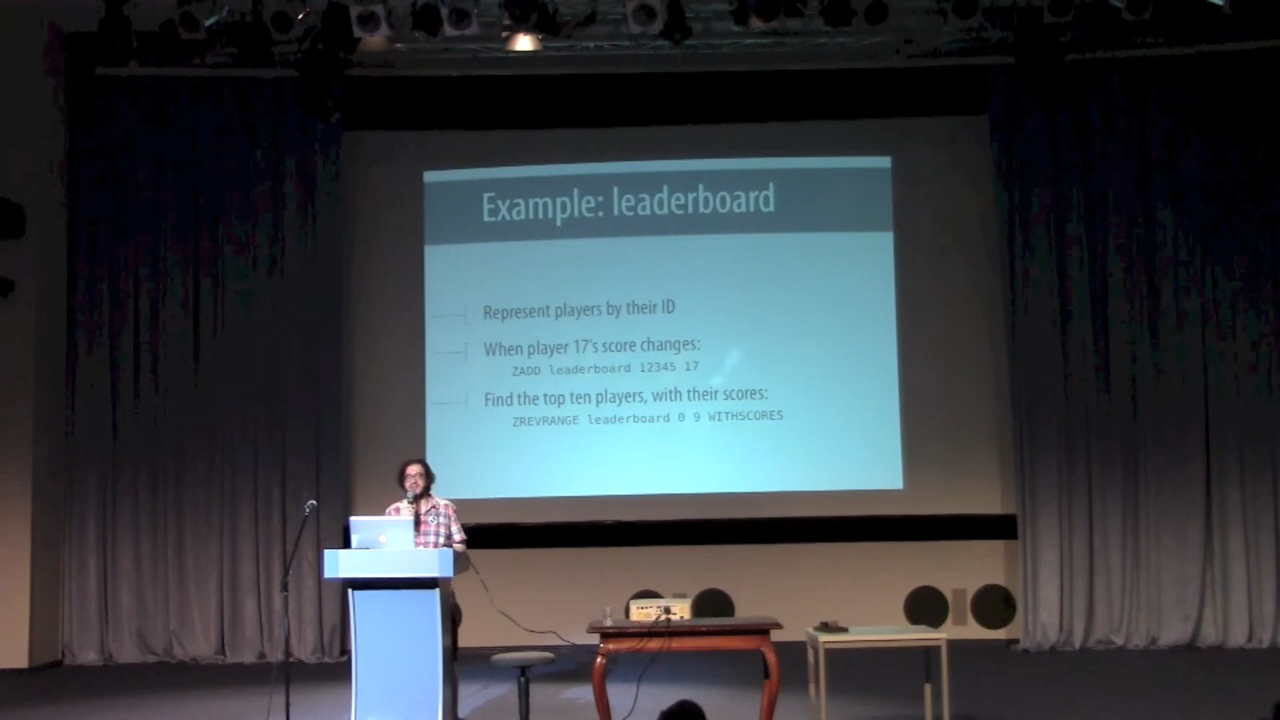 Example: leaderboard
Represent players by their ID
When player 17's score changes:
ZADD leaderboard 12345 17
Find the top ten players, with their scores:
ZREVRANGE leaderboard 0 9 WITHSCORES